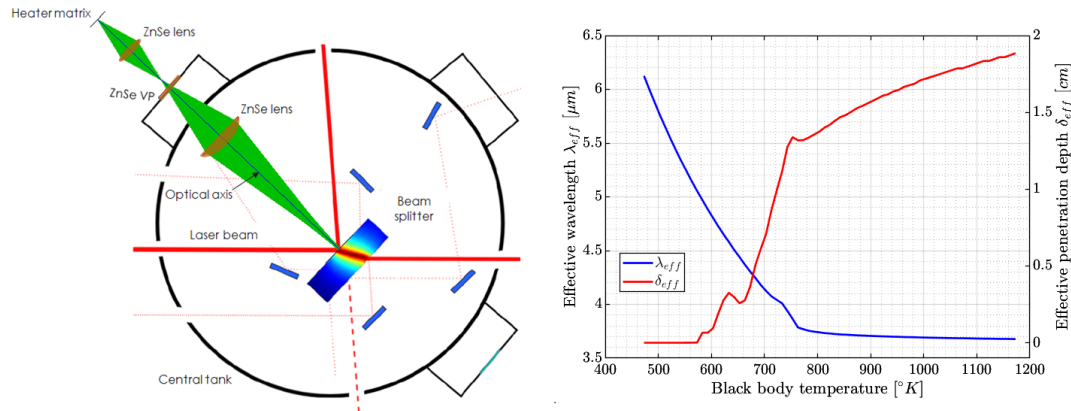 Heater matrix
ZnSe lens
ZnSe VP
ZnSe lens
Optical axis
Beam
splitter
Laser beam
Central tank
Effective wavelength λ_eff [μm]
6.5
6
5.5
5
4.5
4
3.5
λ_eff
δ_eff
400 500 600 700 800 900 1000 1100 1200
Black body temperature [°K]
2
1.5
1
0.5
0
Effective penetration depth δ_eff [cm]